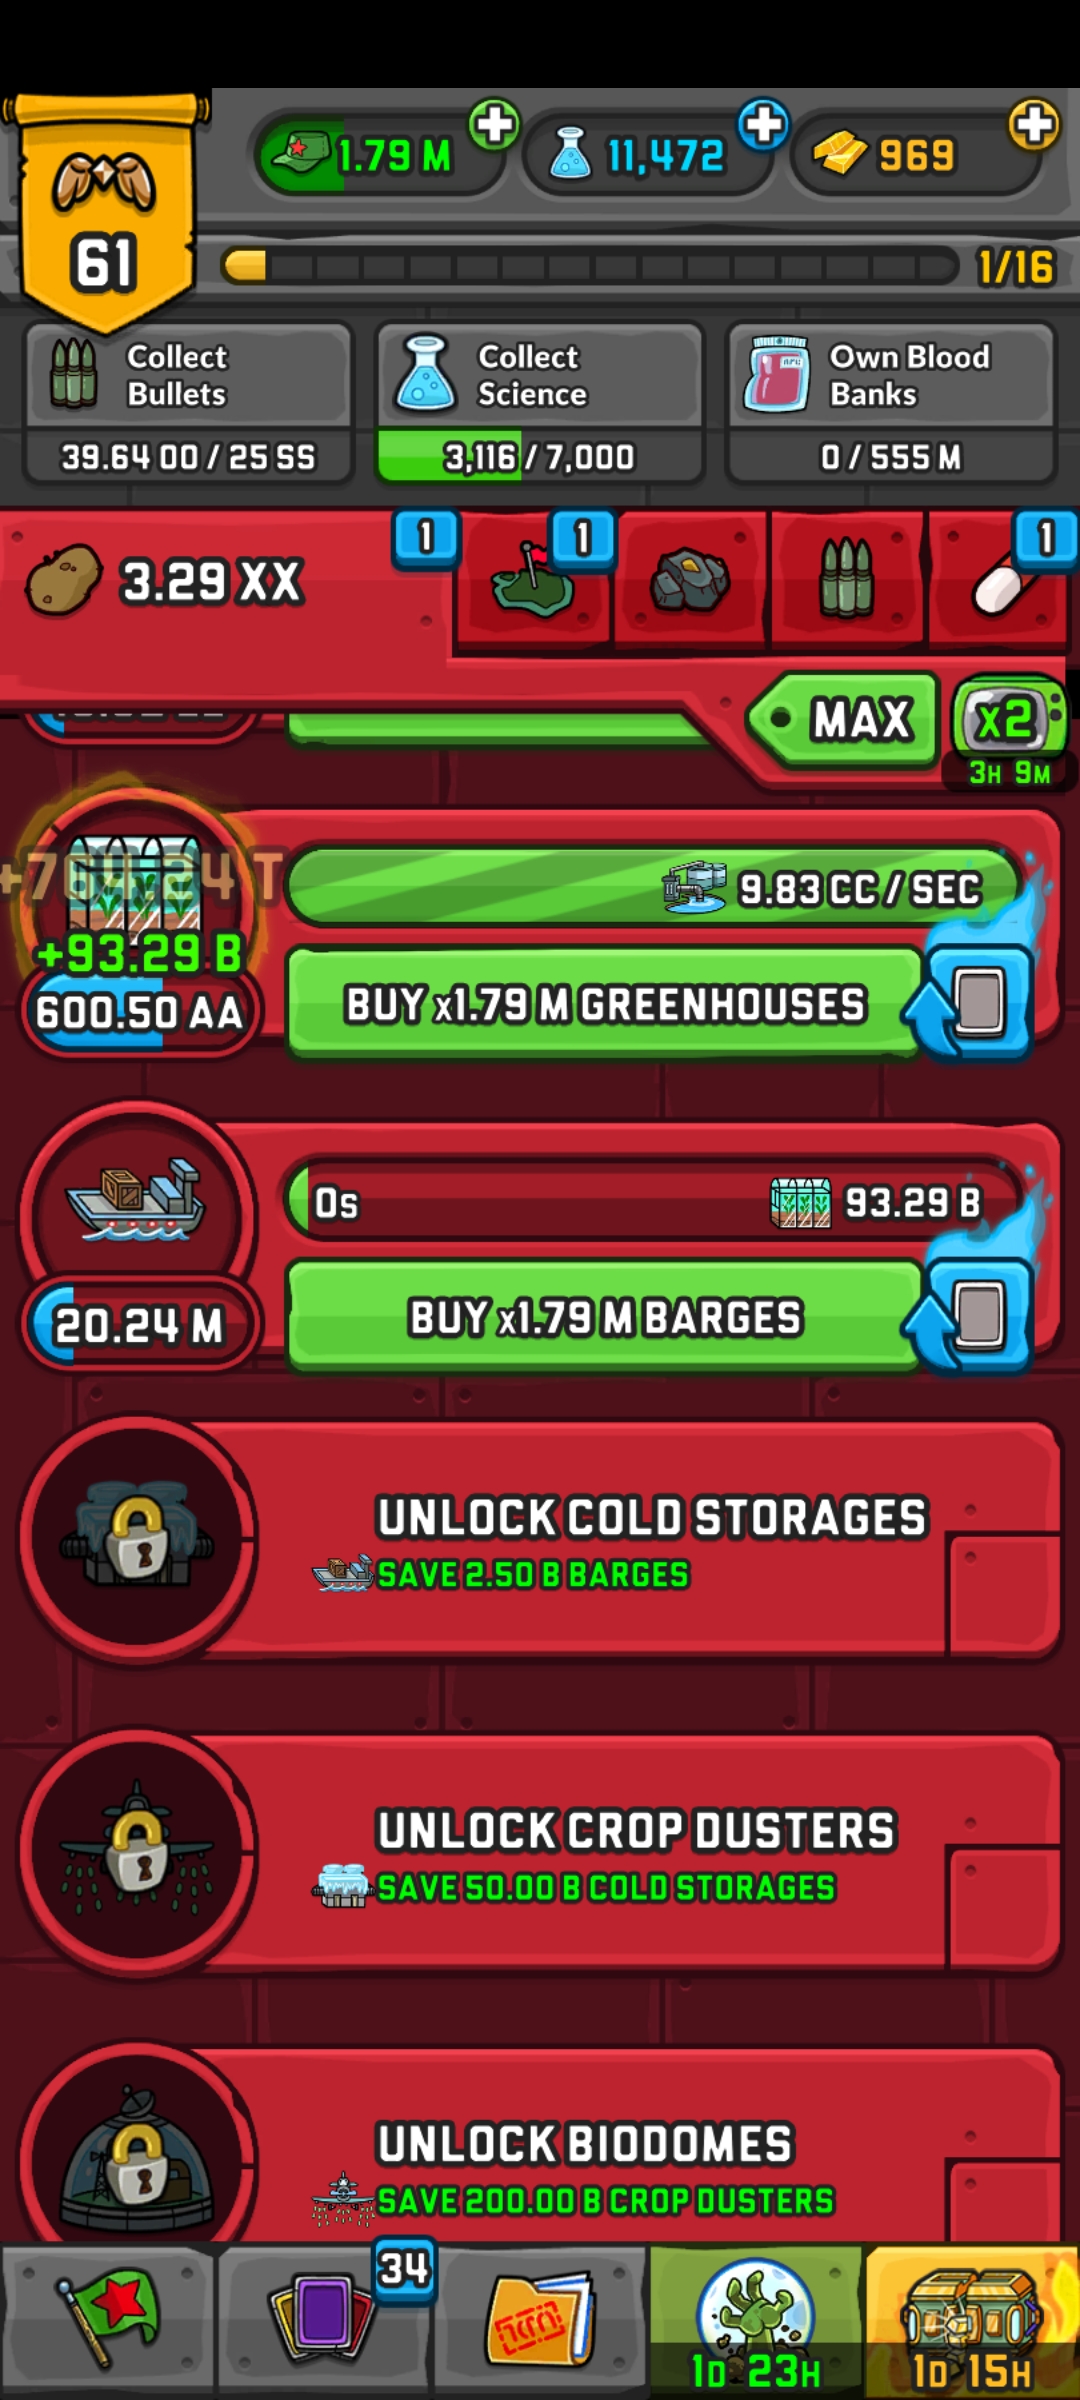 1.79 M
11,472
969
61
1/16
Collect
Bullets
39.64 OO / 25 SS
Collect
Science
3,116 / 7,000
Own Blood
Banks
0 / 555 M
3.29 XX
1
1
1
MAX
x2
3H 9M
+764.24 T
9.83 CC / SEC
+93.29 B
600.50 AA
BUY x1.79 M GREENHOUSES
0s
93.29 B
20.24 M
BUY x1.79 M BARGES
UNLOCK COLD STORAGES
SAVE 2.50 B BARGES
UNLOCK CROP DUSTERS
SAVE 50.00 B COLD STORAGES
UNLOCK BIODOMES
SAVE 200.00 B CROP DUSTERS
34
1D 23H
1D 15H